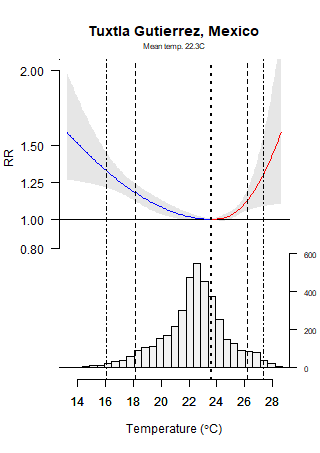 Tuxtla Gutierrez, Mexico
Mean temp. 22.3C
2.00
1.50
1.25
1.00
0.80
RR
600
400
200
0
14 16 18 20 22 24 26 28
Temperature (°C)